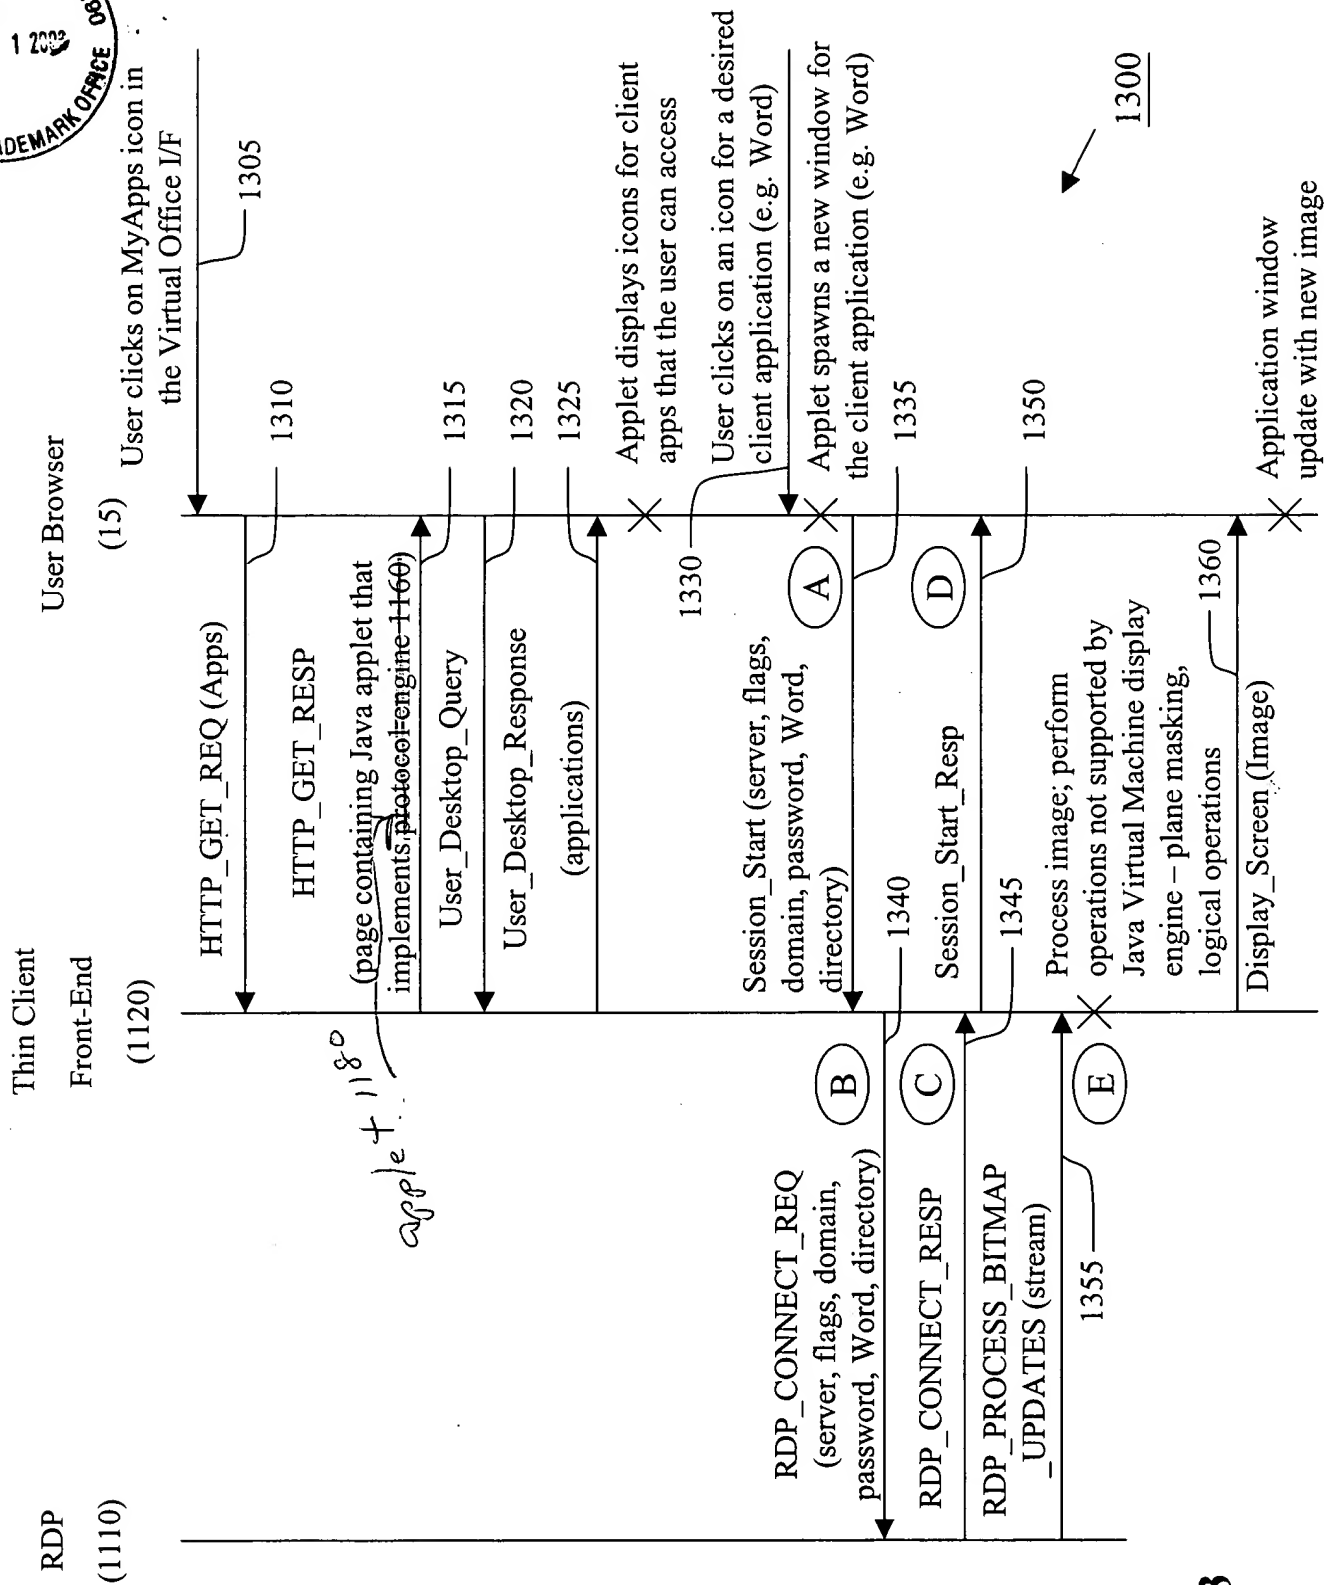 1 2002
DEMARK OFFICE
RDP
(1110)
Thin Client
Front-End
(1120)
User Browser
(15)
User clicks on MyApps icon in
the Virtual Office I/F
1305
HTTP_GET_REQ (Apps)
1310
HTTP_GET_RESP
(page containing Java applet that
implements protocol engine 1160)
applet 1180
1315
User_Desktop_Query
1320
User_Desktop_Response
(applications)
1325
Applet displays icons for client
apps that the user can access
User clicks on an icon for a desired
client application (e.g. Word)
1330
Applet spawns a new window for
the client application (e.g. Word)
A
Session_Start (server, flags,
domain, password, Word,
directory)
1335
B
RDP_CONNECT_REQ
(server, flags, domain,
password, Word, directory)
1340
C
RDP_CONNECT_RESP
1345
D
Session_Start_Resp
1350
RDP_PROCESS_BITMAP
_UPDATES (stream)
1355
E
Process image; perform
operations not supported by
Java Virtual Machine display
engine – plane masking,
logical operations
1360
Display_Screen (Image)
Application window
update with new image
1300